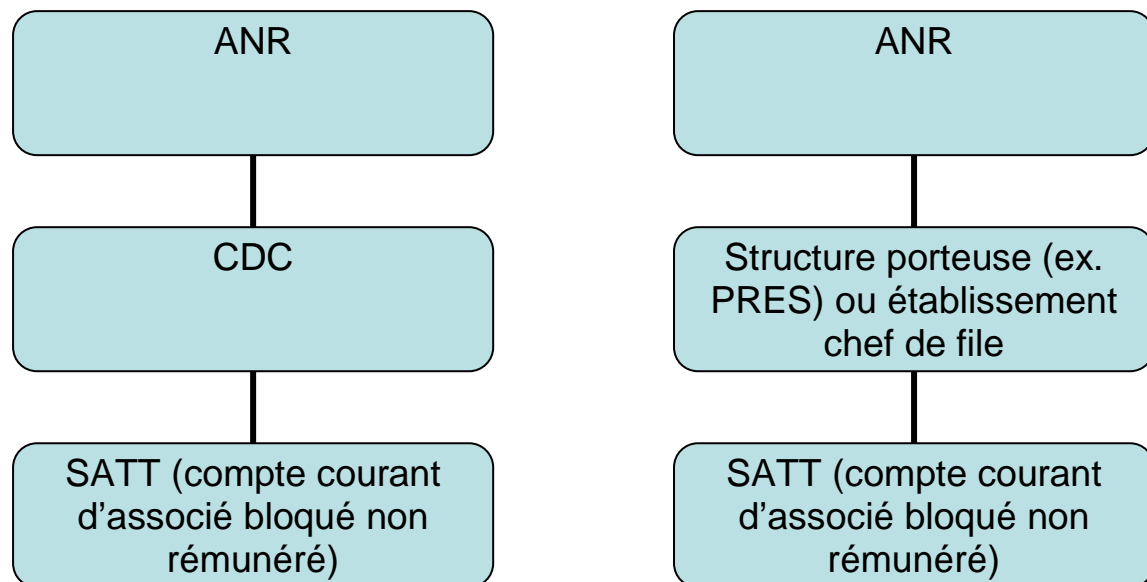 ANR
CDC
SATT (compte courant
d’associé bloqué non
rémunéré)
ANR
Structure porteuse (ex.
PRES) ou établissement
chef de file
SATT (compte courant
d’associé bloqué non
rémunéré)